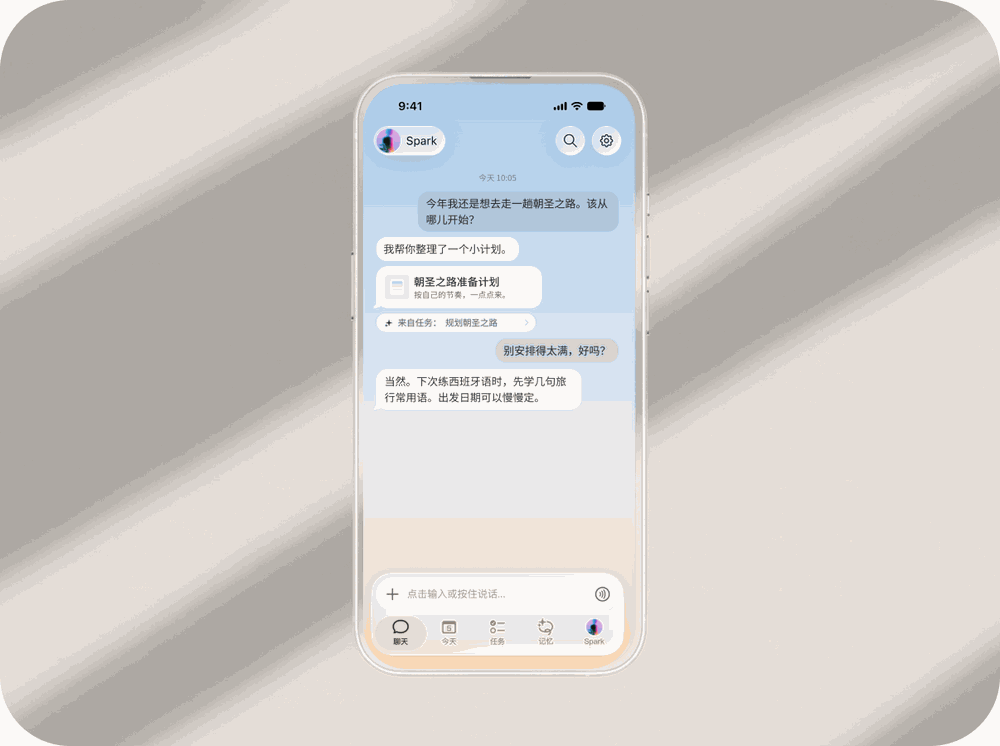 9:41
Spark
今天 10:05
今年我还是想去走一趟朝圣之路。该从
哪儿开始？
我帮你整理了一个小计划。
朝圣之路准备计划
按自己的节奏，一点点来。
来自任务： 规划朝圣之路
别安排得太满，好吗？
当然。下次练西班牙语时，先学几句旅
行常用语。出发日期可以慢慢定。
点击输入或按住说话...
5
聊天 今天 任务 记忆 Spark